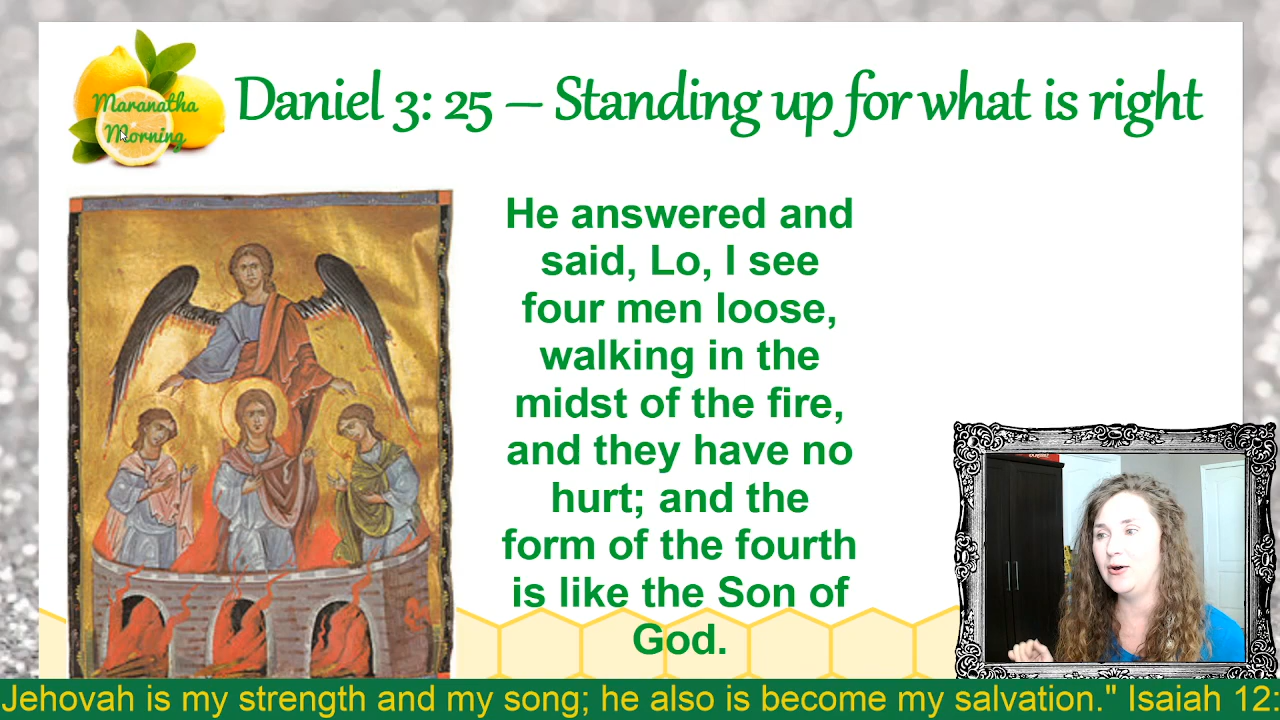 Maranatha
Morning
Daniel 3: 25 – Standing up for what is right
He answered and
said, Lo, I see
four men loose,
walking in the
midst of the fire,
and they have no
hurt; and the
form of the fourth
is like the Son of
God.
Jehovah is my strength and my song; he also is become my salvation." Isaiah 12: